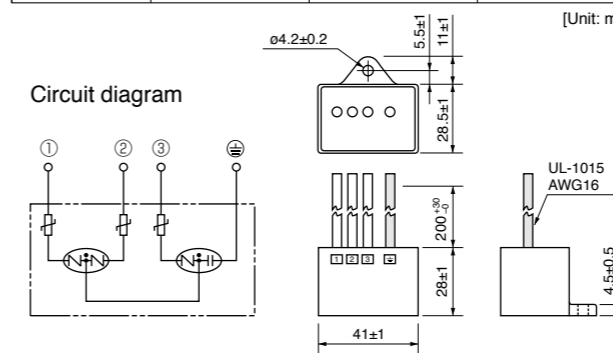 [Unit: m
ø4.2±0.2
5.5±1
11±1
28.5±1
Circuit diagram
① ② ③
UL-1015
AWG16
200 +30 -0
1 2 3
28±1
4.5±0.5
41±1